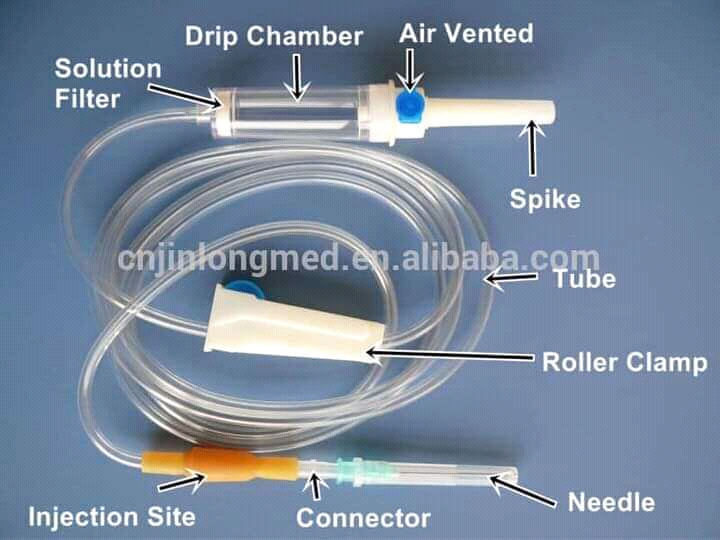 Drip Chamber
Air Vented
Solution
Filter
Spike
cnjinlongmed.en.alibaba.com
Tube
Roller Clamp
Needle
Injection Site
Connector